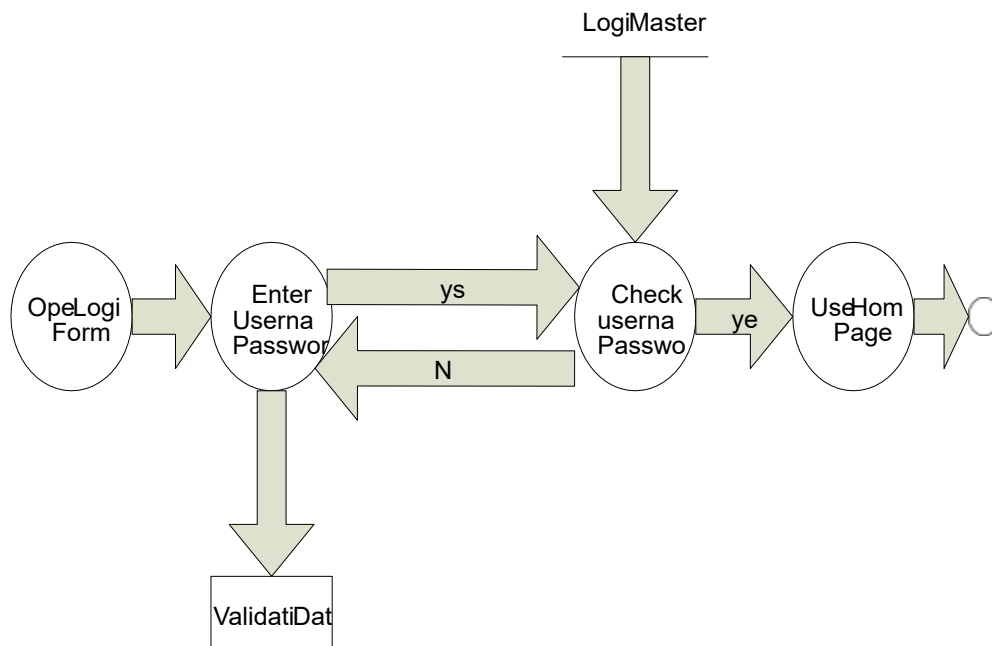 LogiMaster
OpeLogi
Form
Enter
Userna
Passwor
ys
N
Check
userna
Passwo
ye
UseHom
Page
ValidatiDat